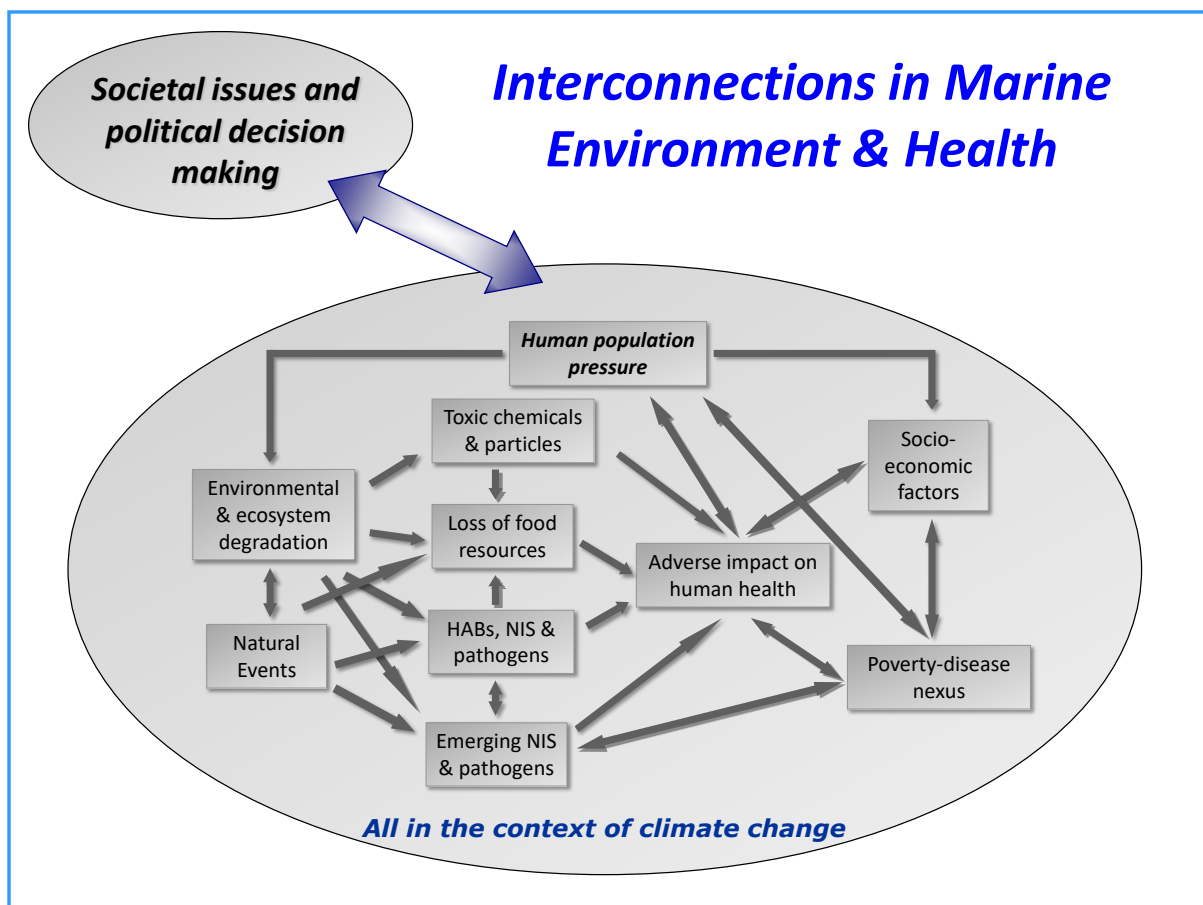 Societal issues and
political decision
making
Interconnections in Marine
Environment & Health
Human population
pressure
Toxic chemicals
& particles
Socio-
economic
factors
Environmental
& ecosystem
degradation
Loss of food
resources
Adverse impact on
human health
Natural
Events
HABs, NIS &
pathogens
Poverty-disease
nexus
Emerging NIS
& pathogens
All in the context of climate change